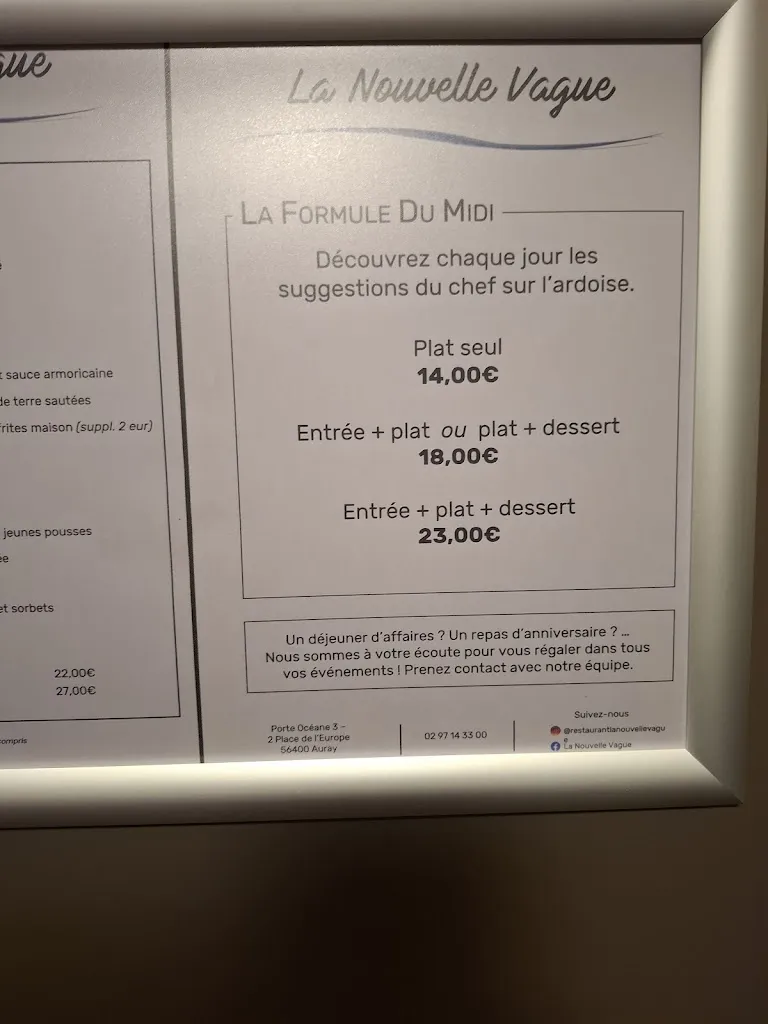 sauce armoricaine
de terre sautées
frites maison (suppl. 2 eur)
jeunes pousses
et sorbets
22,00€
27,00€
compris
La Nouvelle Vague
La Formule Du Midi
Découvrez chaque jour les
suggestions du chef sur l'ardoise.
Plat seul
14,00€
Entrée + plat ou plat + dessert
18,00€
Entrée + plat + dessert
23,00€
Un déjeuner d'affaires ? Un repas d'anniversaire ? ...
Nous sommes à votre écoute pour vous régaler dans tous
vos événements ! Prenez contact avec notre équipe.
Porte Océane 3 -
2 Place de l'Europe
56400 Auray
02 97 14 33 00
Suivez-nous
@restaurantlanouvellevagu
e
La Nouvelle Vague